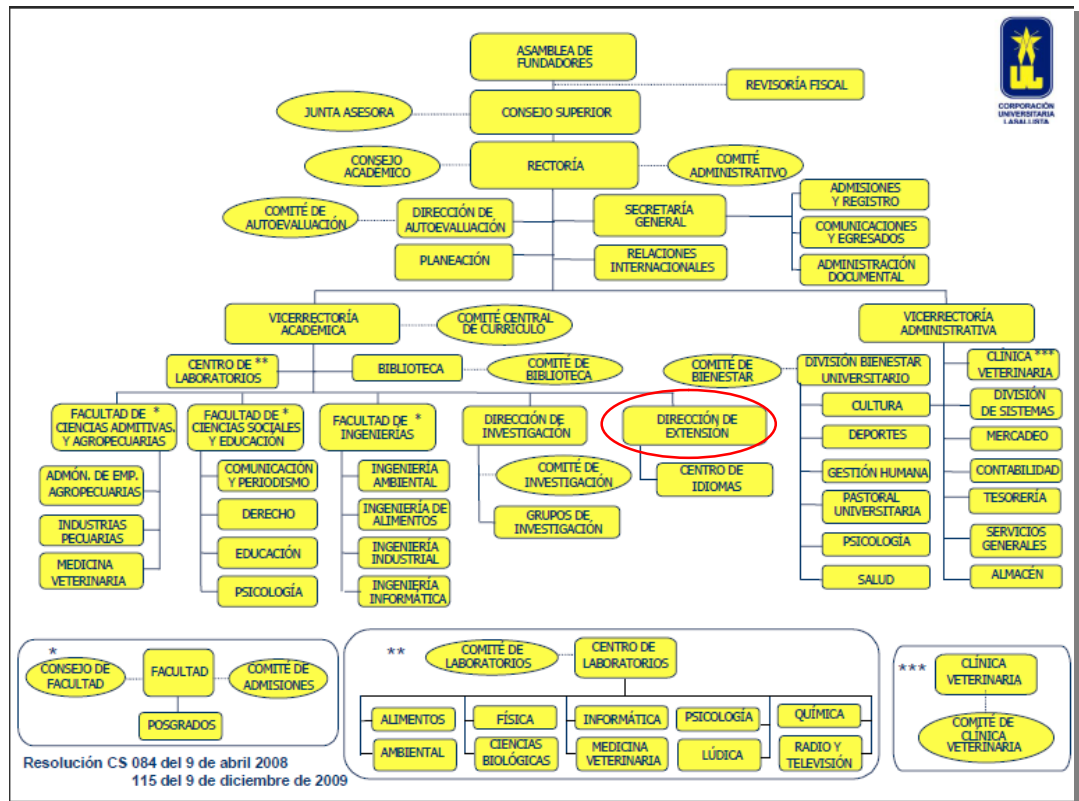 ASAMBLEA DE
FUNDADORES
REVISORÍA FISCAL
CORPORACIÓN
UNIVERSITARIA
LASALLISTA
JUNTA ASESORA
CONSEJO SUPERIOR
CONSEJO
ACADÉMICO
RECTORÍA
COMITÉ
ADMINISTRATIVO
COMITÉ DE
AUTOEVALUACIÓN
DIRECCIÓN DE
AUTOEVALUACIÓN
SECRETARÍA
GENERAL
ADMISIONES
Y REGISTRO
COMUNICACIONES
Y EGRESADOS
ADMINISTRACIÓN
DOCUMENTAL
PLANEACIÓN
RELACIONES
INTERNACIONALES
VICERRECTORÍA
ACADÉMICA
COMITÉ CENTRAL
DE CURRÍCULO
VICERRECTORÍA
ADMINISTRATIVA
CENTRO DE **
LABORATORIOS
BIBLIOTECA
COMITÉ DE
BIBLIOTECA
COMITÉ DE
BIENESTAR
DIVISIÓN BIENESTAR
UNIVERSITARIO
CLÍNICA ***
VETERINARIA
FACULTAD DE *
CIENCIAS ADMITIVAS.
Y AGROPECUARIAS
FACULTAD DE *
CIENCIAS SOCIALES
Y EDUCACIÓN
FACULTAD DE *
INGENIERÍAS
DIRECCIÓN DE
INVESTIGACIÓN
DIRECCIÓN DE
EXTENSIÓN
CULTURA
DIVISIÓN
DE SISTEMAS
DEPORTES
MERCADEO
ADMÓN. DE EMP.
AGROPECUARIAS
COMUNICACIÓN
Y PERIODISMO
INGENIERÍA
AMBIENTAL
COMITÉ DE
INVESTIGACIÓN
CENTRO DE
IDIOMAS
GESTIÓN HUMANA
CONTABILIDAD
INDUSTRIAS
PECUARIAS
DERECHO
INGENIERÍA DE
ALIMENTOS
GRUPOS DE
INVESTIGACIÓN
PASTORAL
UNIVERSITARIA
TESORERÍA
MEDICINA
VETERINARIA
EDUCACIÓN
INGENIERÍA
INDUSTRIAL
PSICOLOGÍA
SERVICIOS
GENERALES
PSICOLOGÍA
INGENIERÍA
INFORMÁTICA
SALUD
ALMACÉN
*
CONSEJO DE
FACULTAD
FACULTAD
COMITÉ DE
ADMISIONES
POSGRADOS
**
COMITÉ DE
LABORATORIOS
CENTRO DE
LABORATORIOS
ALIMENTOS
FÍSICA
INFORMÁTICA
PSICOLOGÍA
QUÍMICA
AMBIENTAL
CIENCIAS
BIOLÓGICAS
MEDICINA
VETERINARIA
LÚDICA
RADIO Y
TELEVISIÓN
***
CLÍNICA
VETERINARIA
COMITÉ DE
CLÍNICA
VETERINARIA
Resolución CS 084 del 9 de abril 2008
115 del 9 de diciembre de 2009